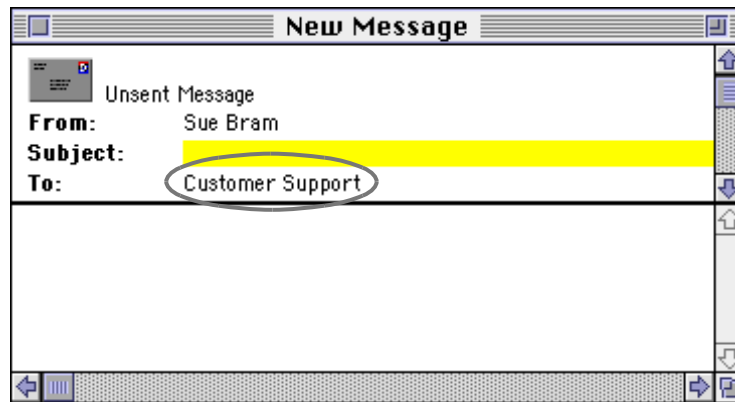 New Message
Unsent Message
From: Sue Bram
Subject:
To: Customer Support